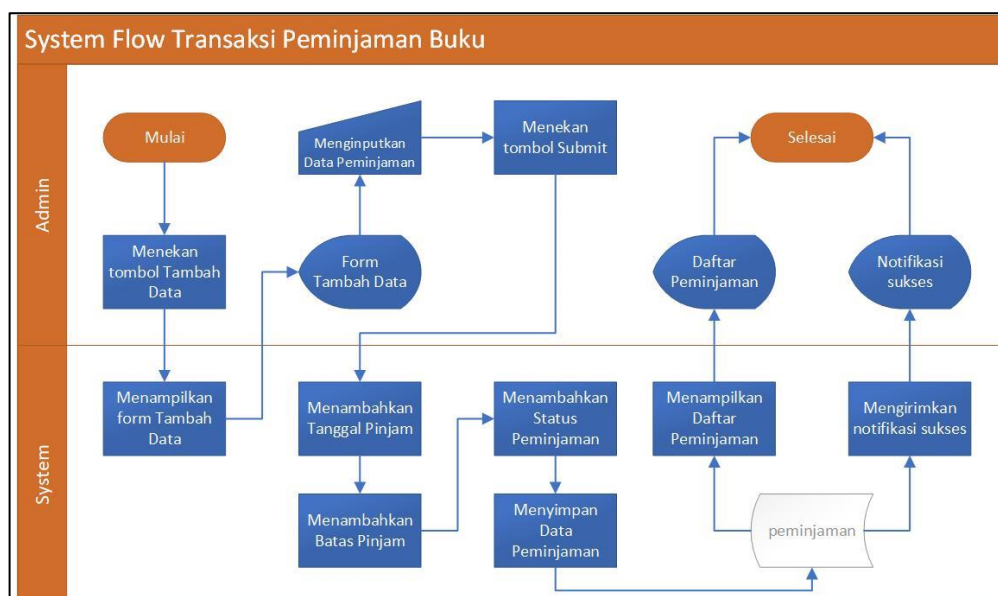 System Flow Transaksi Peminjaman Buku
Admin
Mulai
Menekan
tombol Tambah
Data
Menginputkan
Data Peminjaman
Form
Tambah Data
Menekan
tombol Submit
Selesai
Daftar
Peminjaman
Notifikasi
sukses
System
Menampilkan
form Tambah
Data
Menambahkan
Tanggal Pinjam
Menambahkan
Batas Pinjam
Menambahkan
Status
Peminjaman
Menyimpan
Data
Peminjaman
Menampilkan
Daftar
Peminjaman
Mengirimkan
notifikasi sukses
peminjaman